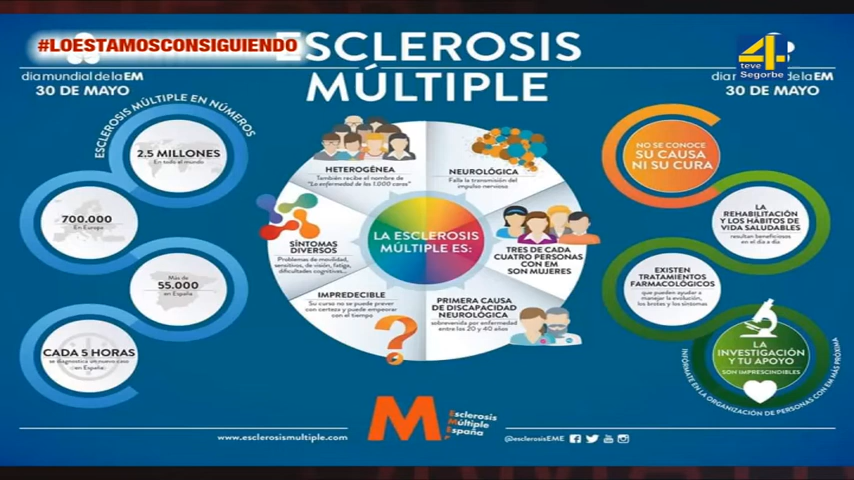 #LOESTAMOSCONSIGUIENDO
ESCLEROSIS
MÚLTIPLE
día mundial de la EM
30 DE MAYO
4
teve
Segorbe
de la EM
30 DE MAYO
ESCLEROSIS MÚLTIPLE EN NÚMEROS
2,5 MILLONES
En todo el mundo
700.000
En Europa
Más de
55.000
en España
CADA 5 HORAS
se diagnostica un nuevo caso
en España
HETEROGÉNEA
También recibe el nombre de
"La enfermedad de las 1.000 caras"
NEUROLÓGICA
Falla la transmisión del
impulso nervioso
SÍNTOMAS
DIVERSOS
Problemas de movilidad,
sensitivos, de visión, fatiga,
dificultades cognitivas...
LA ESCLEROSIS
MÚLTIPLE ES:
TRES DE CADA
CUATRO PERSONAS
CON EM
SON MUJERES
IMPREDECIBLE
Su curso no se puede prever
con certeza y puede empeorar
con el tiempo
?
PRIMERA CAUSA
DE DISCAPACIDAD
NEUROLÓGICA
sobrevenida por enfermedad
entre los 20 y 40 años
NO SE CONOCE
SU CAUSA
NI SU CURA
LA
REHABILITACIÓN
Y LOS HÁBITOS DE
VIDA SALUDABLES
resultan beneficiosos
en el día a día
EXISTEN
TRATAMIENTOS
FARMACOLÓGICOS
que pueden ayudar a
manejar la evolución,
los brotes y los síntomas
LA
INVESTIGACIÓN
Y TU APOYO
SON IMPRESCINDIBLES
INFÓRMATE EN LA ORGANIZACIÓN DE PERSONAS CON EM MÁS PRÓXIMA
www.esclerosismultiple.com
M
Esclerosis
Múltiple
España
@esclerosisEME